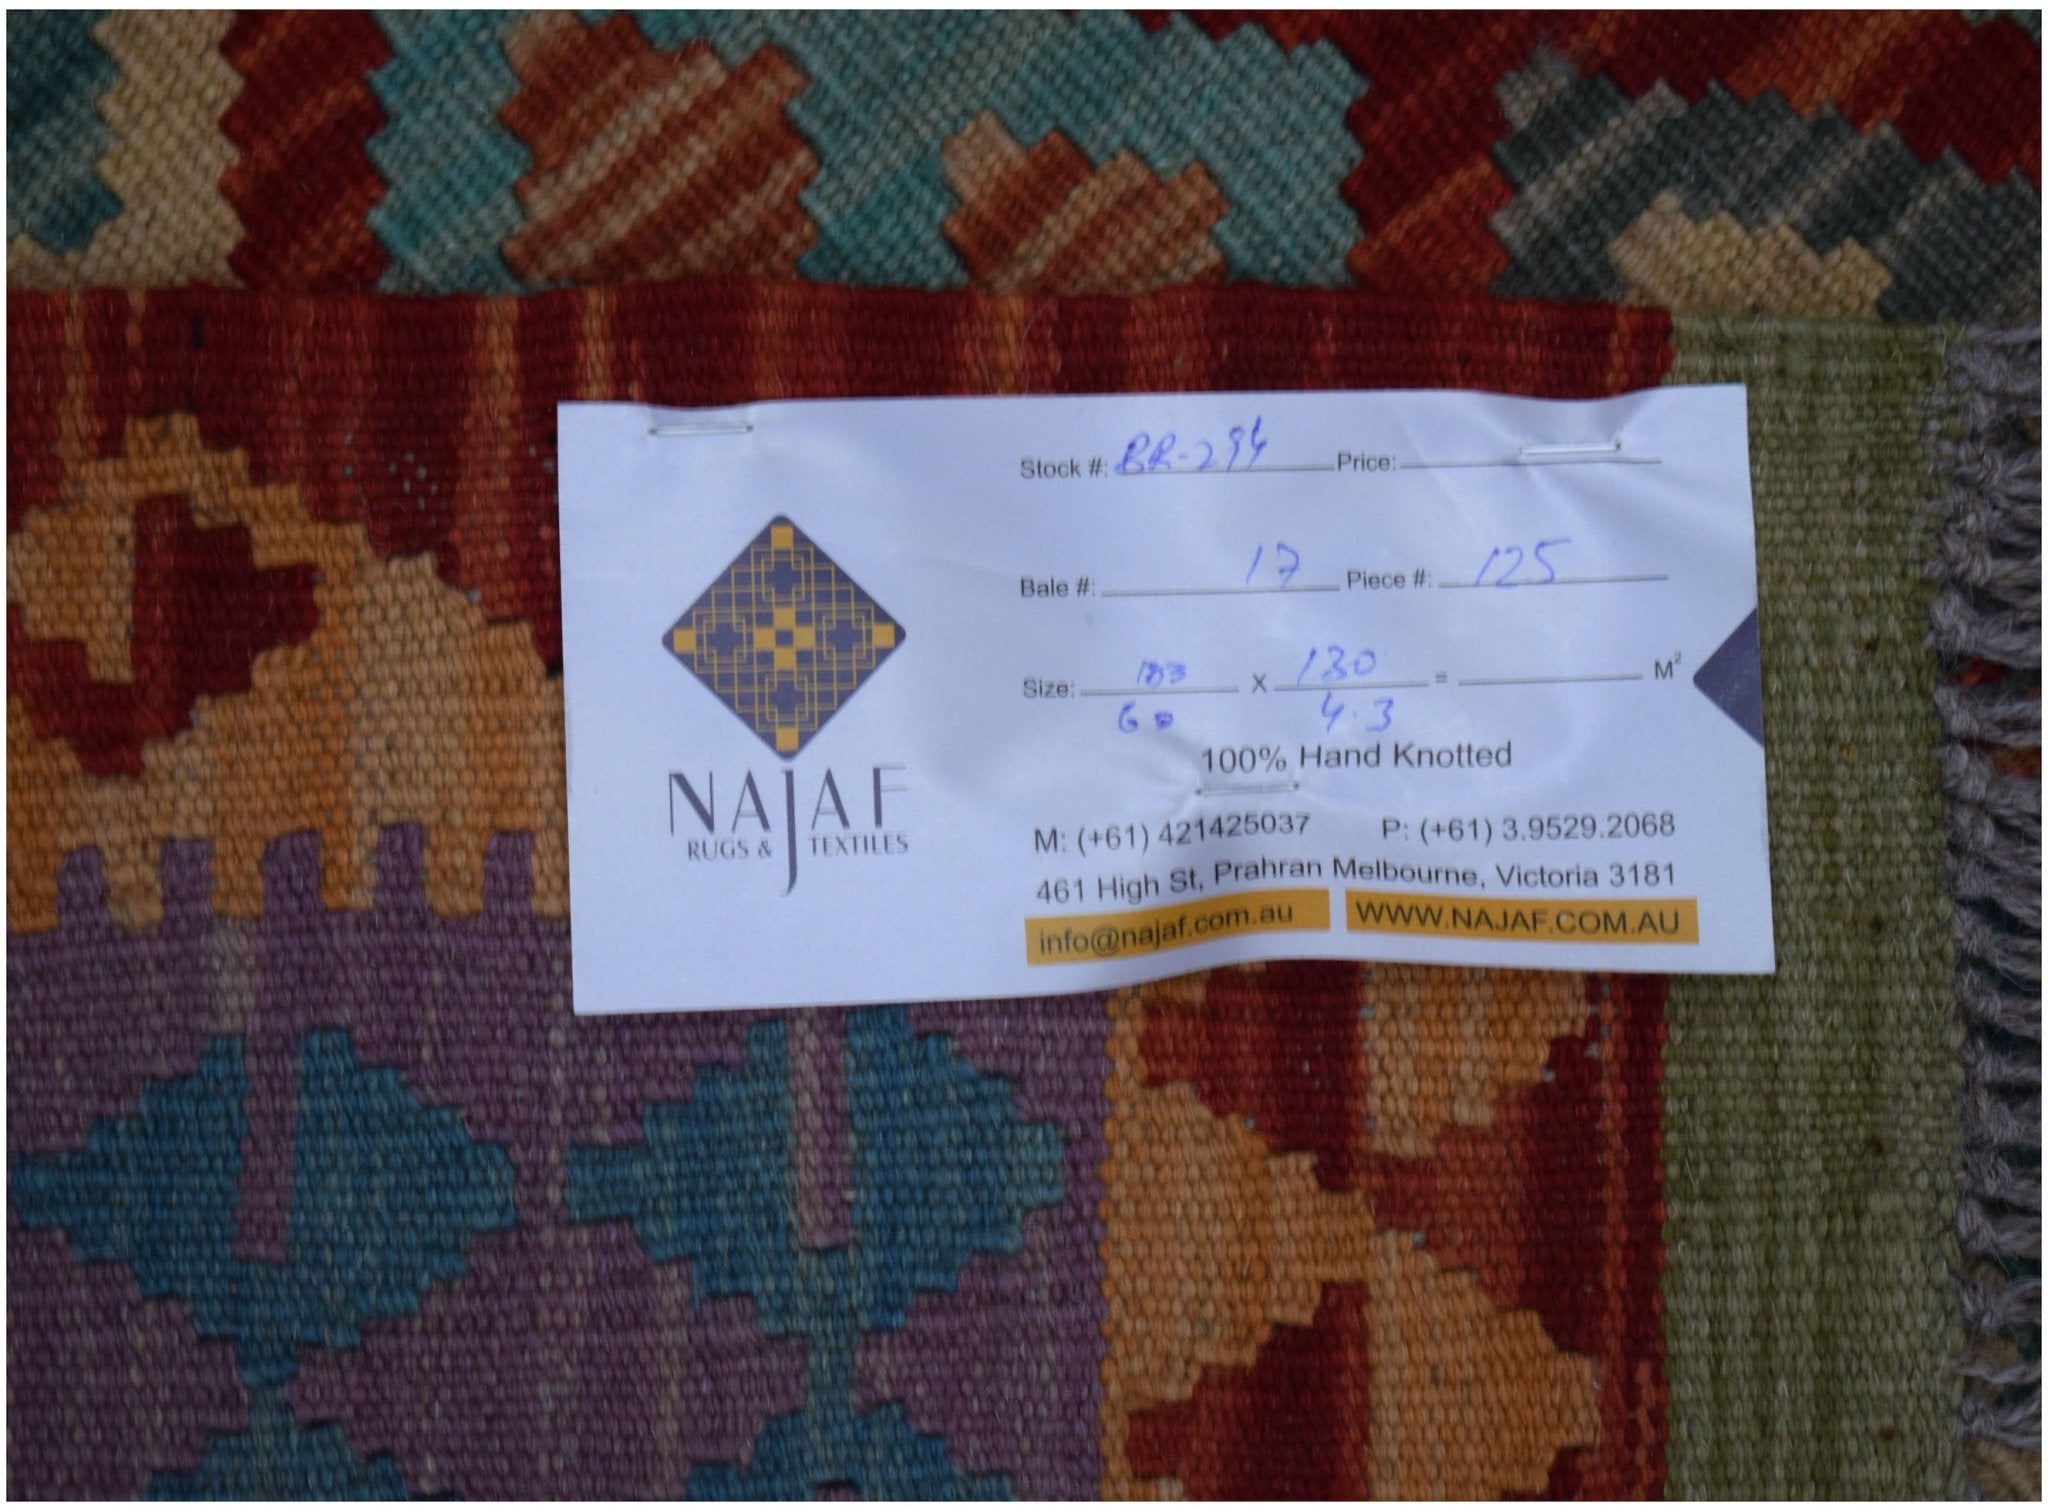 Stock #: BR-294 Price:
Bale #: 17 Piece #: 125
Size: 183 X 130 = M²
6 0 4.3
100% Hand Knotted
NAJAF
RUGS & TEXTILES
M: (+61) 421425037 P: (+61) 3.9529.2068
461 High St, Prahran Melbourne, Victoria 3181
info@najaf.com.au WWW.NAJAF.COM.AU